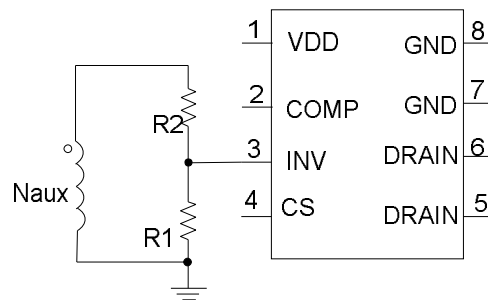 1 VDD GND 8
2 COMP GND 7
R2
3 INV DRAIN 6
Naux
4 CS DRAIN 5
R1